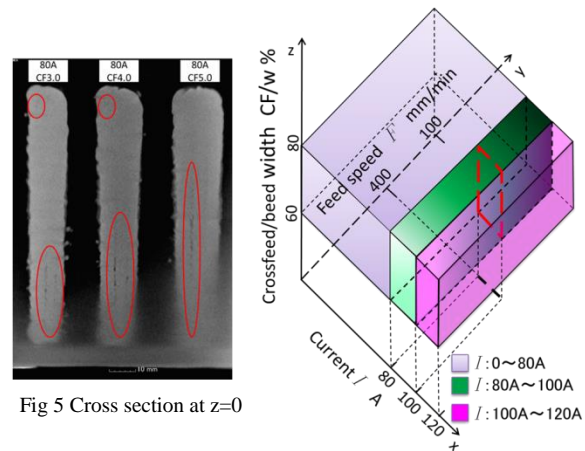 80A
CF3.0
80A
CF4.0
80A
CF5.0
10 mm
Fig 5 Cross section at z=0
z
y
x
Crossfeed/beed width CF/w %
80
60
Feed speed F mm/min
100
400
Current I A
80
100
120
I : 0～80A
I : 80A～100A
I : 100A～120A